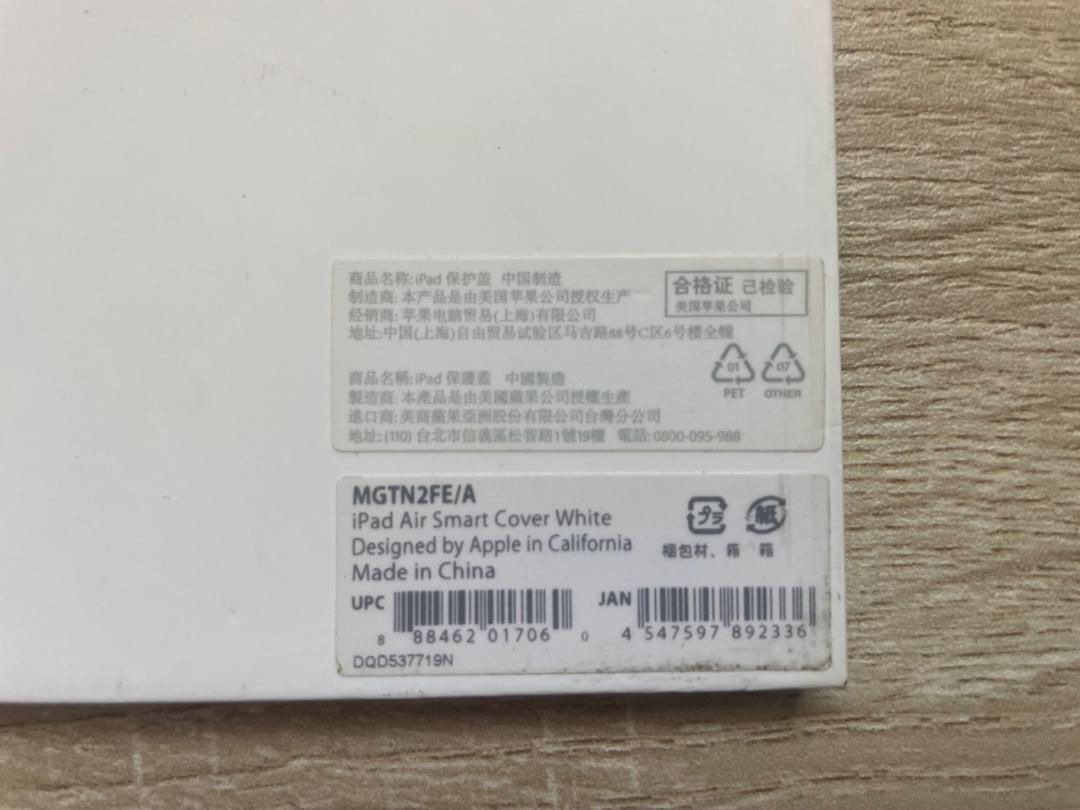 商品名称: iPad 保护盖 中国制造
制造商: 本产品是由美国苹果公司授权生产
经销商: 苹果电脑贸易(上海)有限公司
地址:中国(上海)自由贸易试验区马吉路88号C区6号楼全幢
合格证 已检验
美国苹果公司
01
PET
07
OTHER
商品名稱: iPad 保護蓋 中國製造
製造商: 本產品是由美國蘋果公司授權生產
進口商: 美商蘋果亞洲股份有限公司台灣分公司
地址: (110) 台北市信義區松智路1號19樓 電話: 0800-095-988
MGTN2FE/A
iPad Air Smart Cover White
Designed by Apple in California
Made in China
プラ 紙
梱包材、箱 箱
UPC
8 88462 01706 0
JAN
4 547597 892336
DQD537719N